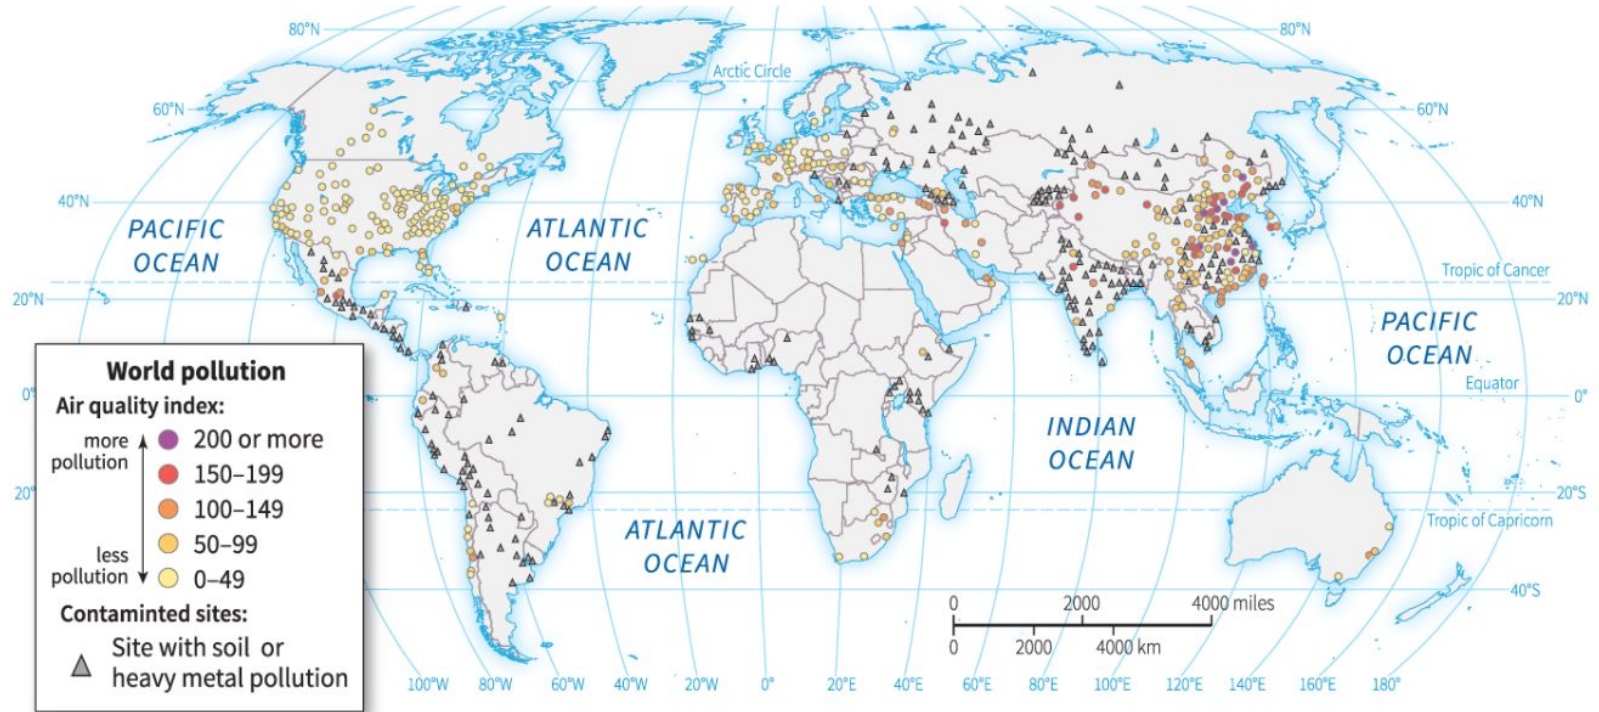 80°N
80°N
Arctic Circle
60°N
60°N
40°N
40°N
PACIFIC
OCEAN
ATLANTIC
OCEAN
Tropic of Cancer
20°N
20°N
PACIFIC
OCEAN
Equator
0°
0°
INDIAN
OCEAN
20°
20°S
Tropic of Capricorn
ATLANTIC
OCEAN
40°S
World pollution
Air quality index:
more
pollution
200 or more
150–199
100–149
50–99
less
pollution
0–49
Contaminted sites:
Site with soil or
heavy metal pollution
0 2000 4000 miles
0 2000 4000 km
100°W 80°W 60°W 40°W 20°W 0° 20°E 40°E 60°E 80°E 100°E 120°E 140°E 160°E 180°